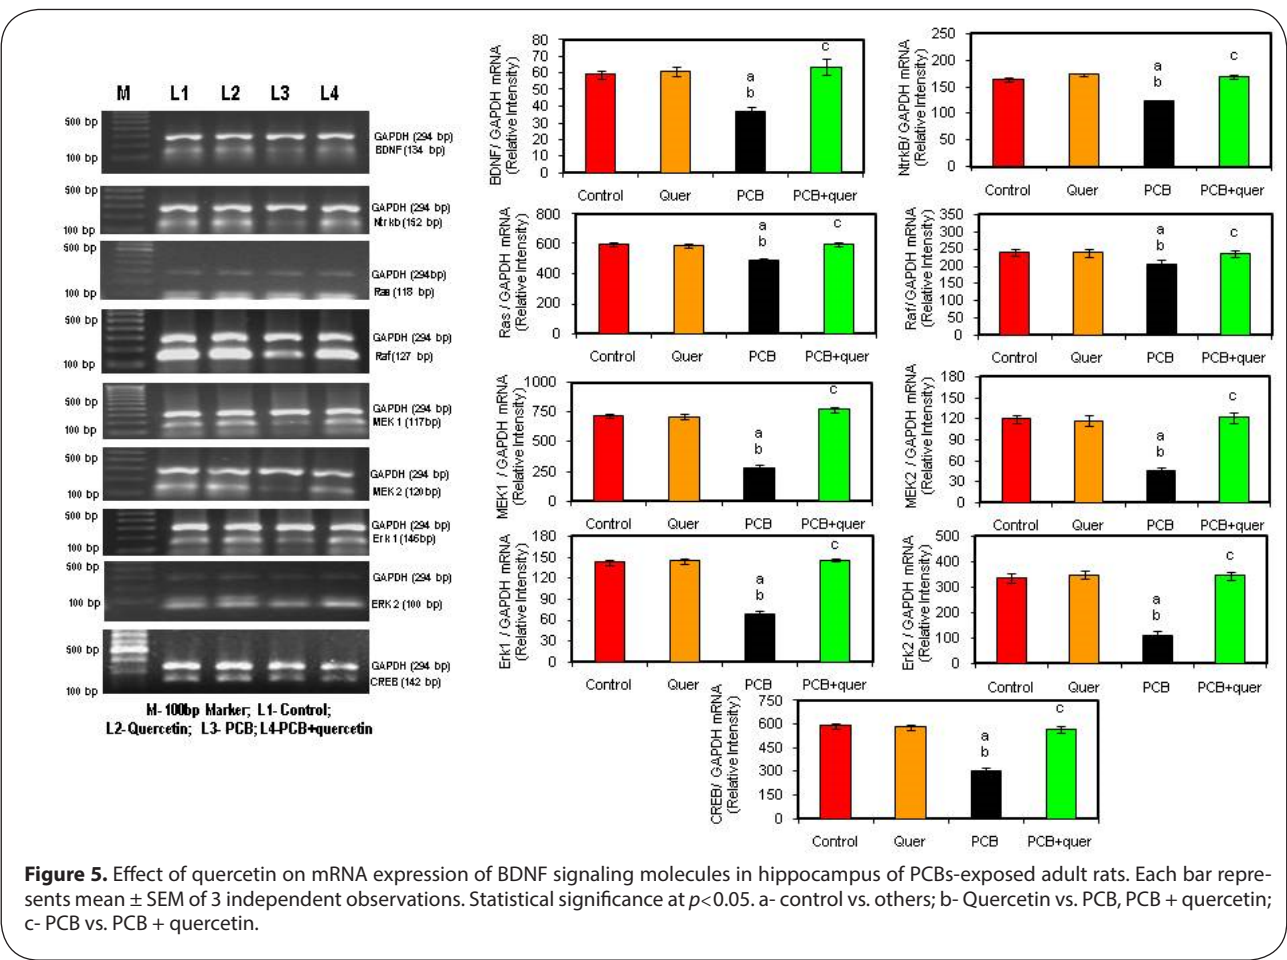 M L1 L2 L3 L4
500 bp
100 bp
GAPDH (294 bp)
BDNF (134 bp)
500 bp
100 bp
GAPDH (294 bp)
Ntrkb (152 bp)
500 bp
100 bp
GAPDH (294bp)
Ras (118 bp)
500 bp
100 bp
GAPDH (294 bp)
Raf(127 bp)
500 bp
100 bp
GAPDH (294 bp)
MEK 1 (117bp)
500 bp
100 bp
GAPDH (294 bp)
MEK 2 (120bp)
500 bp
100 bp
GAPDH (294 bp)
Erk 1 (146bp)
500 bp
100 bp
GAPDH (294 bp)
ERK 2 (100 bp)
500 bp
100 bp
GAPDH (294 bp)
CREB (142 bp)
M- 100bp Marker; L1- Control;
L2-Quercetin; L3- PCB; L4-PCB+quercetin
BDNF/ GAPDH mRNA
(Relative Intensity)
80
70
60
50
40
30
20
10
0
a
b
c
Control Quer PCB PCB+quer
NtrkB/ GAPDH mRNA
(Relative Intensity)
250
200
150
100
50
0
a
b
c
Control Quer PCB PCB+quer
Ras / GAPDH mRNA
(Relative Intensity)
800
600
400
200
0
a
b
c
Control Quer PCB PCB+quer
Raf/ GAPDH mRNA
(Relative Intensity)
350
300
250
200
150
100
50
0
a
b
c
Control Quer PCB PCB+quer
MEK1 / GAPDH mRNA
(Relative Intensity)
1000
750
500
250
0
a
b
c
Control Quer PCB PCB+quer
MEK2 / GAPDH mRNA
(Relative Intensity)
180
150
120
90
60
30
0
a
b
c
Control Quer PCB PCB+quer
Erk1 / GAPDH mRNA
(Relative Intensity)
180
150
120
90
60
30
0
a
b
c
Control Quer PCB PCB+quer
Erk2 / GAPDH mRNA
(Relative Intensity)
500
400
300
200
100
0
a
b
c
Control Quer PCB PCB+quer
CREB/ GAPDH mRNA
(Relative Intensity)
750
600
450
300
150
0
a
b
c
Control Quer PCB PCB+quer
Figure 5. Effect of quercetin on mRNA expression of BDNF signaling molecules in hippocampus of PCBs-exposed adult rats. Each bar repre-
sents mean ± SEM of 3 independent observations. Statistical significance at p<0.05. a- control vs. others; b- Quercetin vs. PCB, PCB + quercetin;
c- PCB vs. PCB + quercetin.